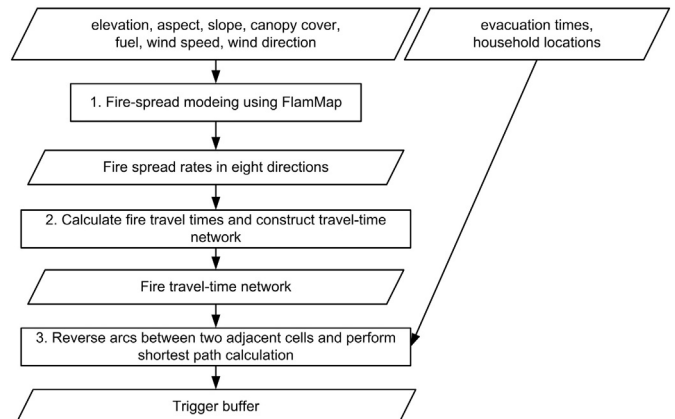 elevation, aspect, slope, canopy cover,
fuel, wind speed, wind direction
evacuation times,
household locations
1. Fire-spread modeing using FlamMap
Fire spread rates in eight directions
2. Calculate fire travel times and construct travel-time
network
Fire travel-time network
3. Reverse arcs between two adjacent cells and perform
shortest path calculation
Trigger buffer